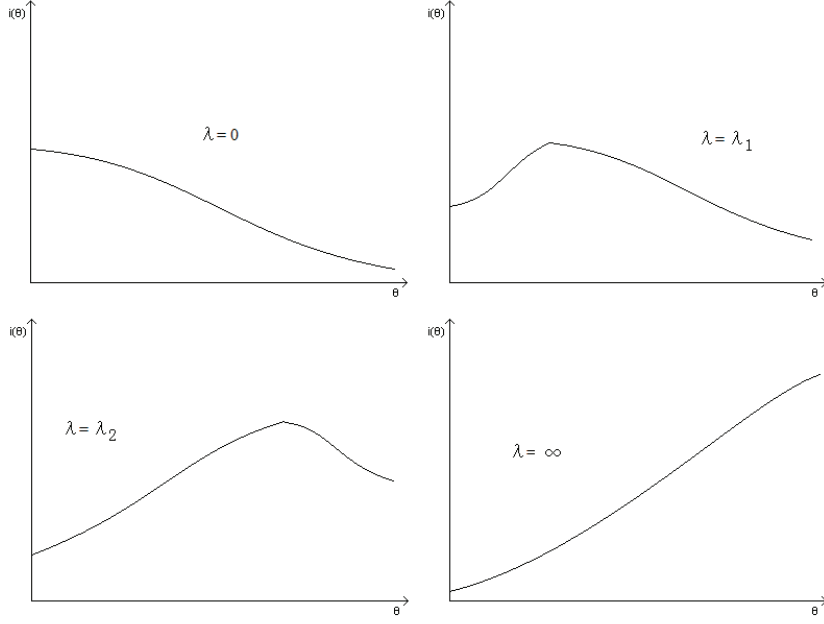 i(θ)
λ = 0
θ
i(θ)
λ = λ1
θ
i(θ)
λ = λ2
θ
i(θ)
λ = ∞
θ